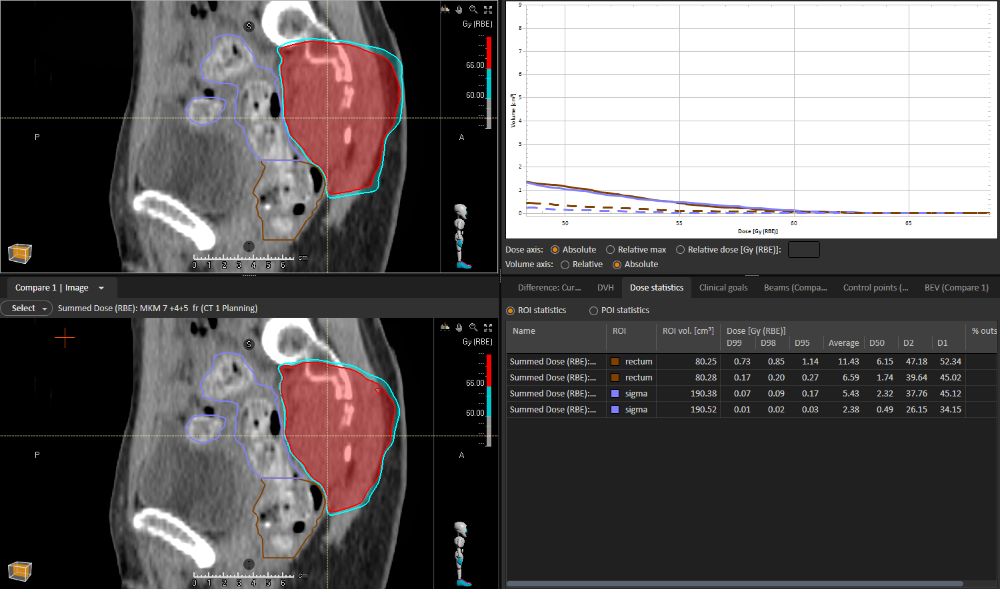 S
Gy (RBE)
66.00
60.00
P
A
I
0 1 2 3 4 5 6 cm
Compare 1 | Image
Select Summed Dose (RBE): MKM 7 +4+5 fr (CT 1 Planning)
S
Gy (RBE)
66.00
60.00
P
A
I
0 1 2 3 4 5 6 cm
9
8
7
6
5
4
3
2
1
0
Volume [cm³]
50 55 60 65
Dose [Gy (RBE)]
Dose axis: Absolute Relative max Relative dose [Gy (RBE)]:
Volume axis: Relative Absolute
Difference: Cur... DVH Dose statistics Clinical goals Beams (Compa... Control points (... BEV (Compare 1)
ROI statistics POI statistics
Name ROI ROI vol. [cm³] Dose [Gy (RBE)] % outs
D99 D98 D95 Average D50 D2 D1
Summed Dose (RBE):... rectum 80.25 0.73 0.85 1.14 11.43 6.15 47.18 52.34
Summed Dose (RBE):... rectum 80.28 0.17 0.20 0.27 6.59 1.74 39.64 45.02
Summed Dose (RBE):... sigma 190.38 0.07 0.09 0.17 5.43 2.32 37.76 45.12
Summed Dose (RBE):... sigma 190.52 0.01 0.02 0.03 2.38 0.49 26.15 34.15